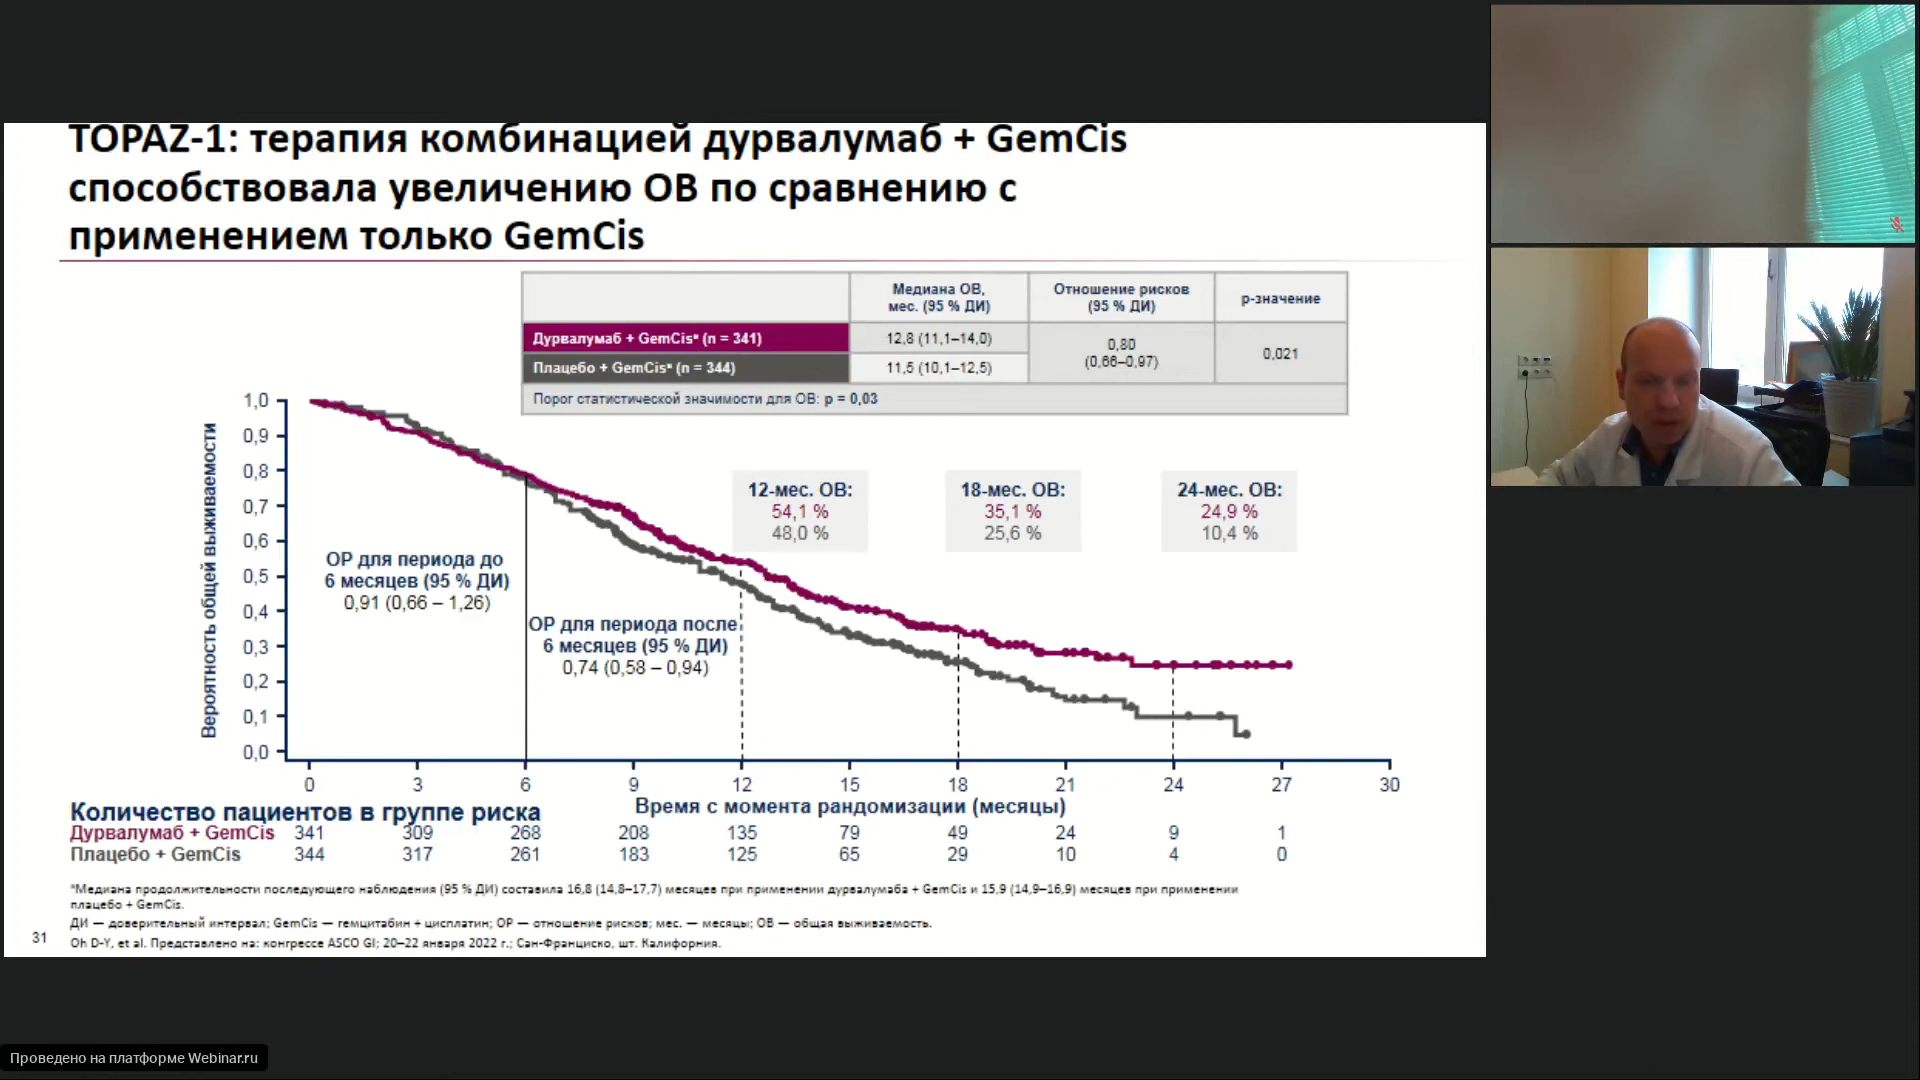 TOPAZ-1: терапия комбинацией дурвалумаб + GemCis
способствовала увеличению ОВ по сравнению с
применением только GemCis
Медиана ОВ,
мес. (95 % ДИ)
Отношение рисков
(95 % ДИ)
p-значение
Дурвалумаб + GemCisª (n = 341)
12,8 (11,1–14,0)
0,80
(0,66–0,97)
0,021
Плацебо + GemCisª (n = 344)
11,5 (10,1–12,5)
Порог статистической значимости для ОВ: p = 0,03
Вероятность общей выживаемости
1,0
0,9
0,8
0,7
0,6
0,5
0,4
0,3
0,2
0,1
0,0
12-мес. ОВ:
54,1 %
48,0 %
18-мес. ОВ:
35,1 %
25,6 %
24-мес. ОВ:
24,9 %
10,4 %
ОР для периода до
6 месяцев (95 % ДИ)
0,91 (0,66 – 1,26)
ОР для периода после
6 месяцев (95 % ДИ)
0,74 (0,58 – 0,94)
0 3 6 9 12 15 18 21 24 27 30
Время с момента рандомизации (месяцы)
Количество пациентов в группе риска
Дурвалумаб + GemCis 341 309 268 208 135 79 49 24 9 1
Плацебо + GemCis 344 317 261 183 125 65 29 10 4 0
ªМедиана продолжительности последующего наблюдения (95 % ДИ) составила 16,8 (14,8–17,7) месяцев при применении дурвалумаба + GemCis и 15,9 (14,9–16,9) месяцев при применении
плацебо + GemCis.
ДИ — доверительный интервал; GemCis — гемцитабин + цисплатин; ОР — отношение рисков; мес. — месяцы; ОВ — общая выживаемость.
Oh D-Y, et al. Представлено на: конгрессе ASCO GI; 20–22 января 2022 г.; Сан-Франциско, шт. Калифорния.
31
Проведено на платформе Webinar.ru